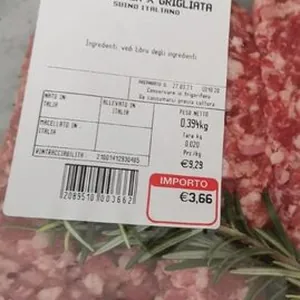 X GRIGLIATA
SUINO ITALIANO
Ingredienti: vedi libro degli ingredienti
Conservare in frigorifero
Da consumarsi previa cottura
NATO IN:
ITALIA
ALLEVATO IN:
ITALIA
MACELLATO IN:
ITALIA
RINTRACCIABILITA:
PESO NETTO
0,394kg
Tara kg
0,020
Prz/kg
€9,29
IMPORTO
€3,66
2089510003662